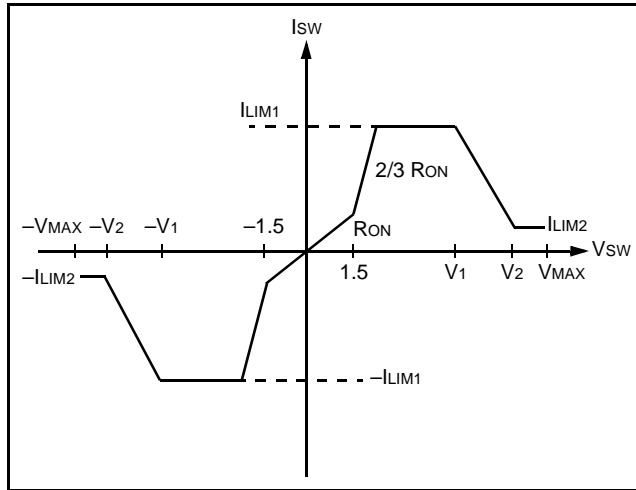 ISW
ILIM1
2/3 RON
–VMAX –V2 –V1 –1.5 RON ILIM2
VSW
–ILIM2 1.5 V1 V2 VMAX
–ILIM1